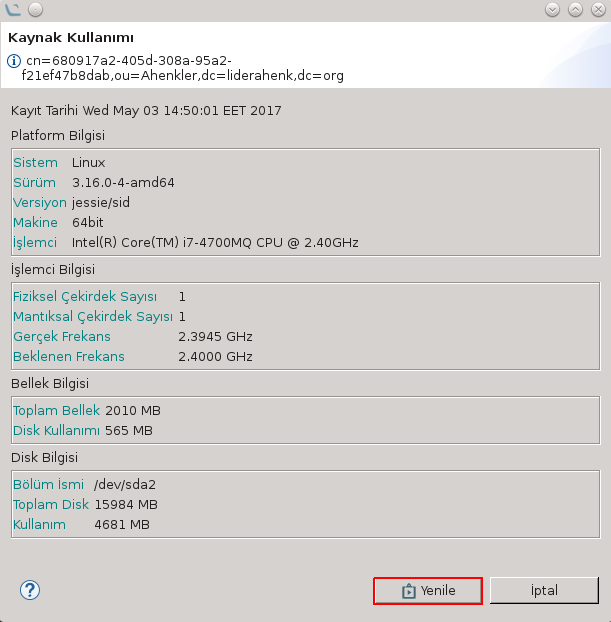 Kaynak Kullanımı
cn=680917a2-405d-308a-95a2-
f21ef47b8dab,ou=Ahenkler,dc=liderahenk,dc=org
Kayıt Tarihi Wed May 03 14:50:01 EET 2017
Platform Bilgisi
Sistem Linux
Sürüm 3.16.0-4-amd64
Versiyon jessie/sid
Makine 64bit
İşlemci Intel(R) Core(TM) i7-4700MQ CPU @ 2.40GHz
İşlemci Bilgisi
Fiziksel Çekirdek Sayısı 1
Mantıksal Çekirdek Sayısı 1
Gerçek Frekans 2.3945 GHz
Beklenen Frekans 2.4000 GHz
Bellek Bilgisi
Toplam Bellek 2010 MB
Disk Kullanımı 565 MB
Disk Bilgisi
Bölüm İsmi /dev/sda2
Toplam Disk 15984 MB
Kullanım 4681 MB
? Yenile İptal